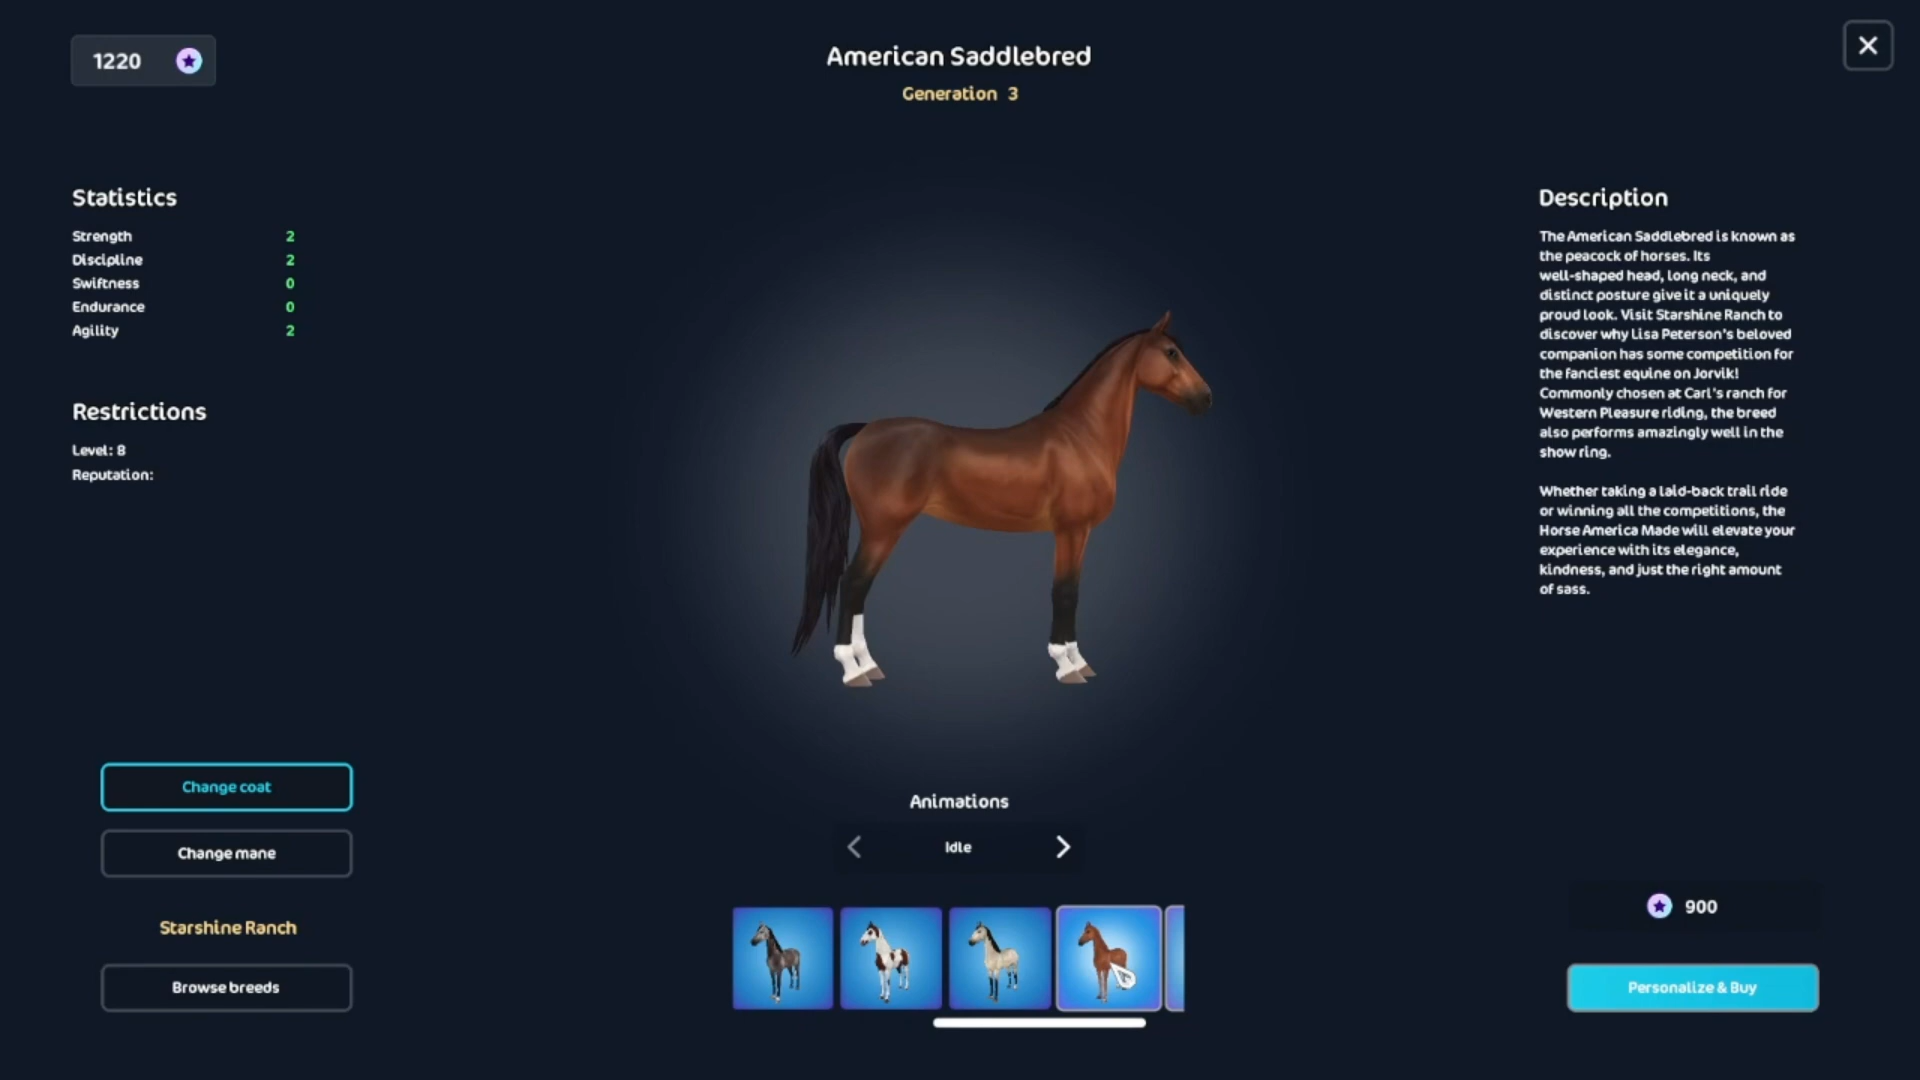 1220
American Saddlebred
Generation 3
Statistics
Strength 2
Discipline 2
Swiftness 0
Endurance 0
Agility 2
Restrictions
Level: 8
Reputation:
Description
The American Saddlebred is known as
the peacock of horses. Its
well-shaped head, long neck, and
distinct posture give it a uniquely
proud look. Visit Starshine Ranch to
discover why Lisa Peterson's beloved
companion has some competition for
the fanciest equine on Jorvik!
Commonly chosen at Carl's ranch for
Western Pleasure riding, the breed
also performs amazingly well in the
show ring.
Whether taking a laid-back trail ride
or winning all the competitions, the
Horse America Made will elevate your
experience with its elegance,
kindness, and just the right amount
of sass.
Change coat
Change mane
Starshine Ranch
Browse breeds
Animations
Idle
900
Personalize & Buy